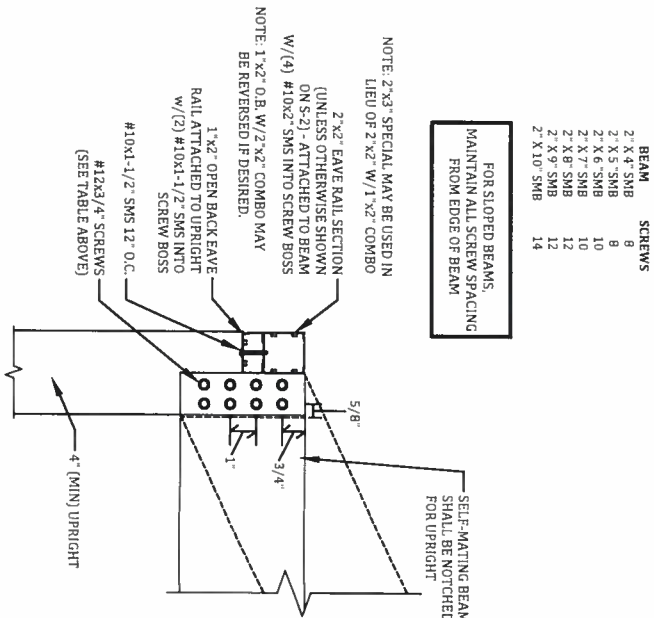 BEAM SCREWS
2" X 4" SMB 8
2" X 5" SMB 8
2" X 6" SMB 10
2" X 7" SMB 10
2" X 8" SMB 12
2" X 9" SMB 12
2" X 10" SMB 14
FOR SLOPED BEAMS,
MAINTAIN ALL SCREW SPACING
FROM EDGE OF BEAM
NOTE: 2"x3" SPECIAL MAY BE USED IN
LIEU OF 2"x2" W/1"x2" COMBO
2"x2" EAVE RAIL SECTION
(UNLESS OTHERWISE SHOWN
ON S-2) - ATTACHED TO BEAM
W/(4) #10x2" SMS INTO SCREW BOSS
NOTE: 1"x2" O.B. W/2"x2" COMBO MAY
BE REVERSED IF DESIRED.
1"x2" OPEN BACK EAVE
RAIL ATTACHED TO UPRIGHT
w/(2) #10x1-1/2" SMS INTO
SCREW BOSS
#10x1-1/2" SMS 12" O.C.
#12x3/4" SCREWS
(SEE TABLE ABOVE)
5/8"
3/4"
1"
SELF-MATING BEAM
SHALL BE NOTCHED
FOR UPRIGHT
4" (MIN) UPRIGHT